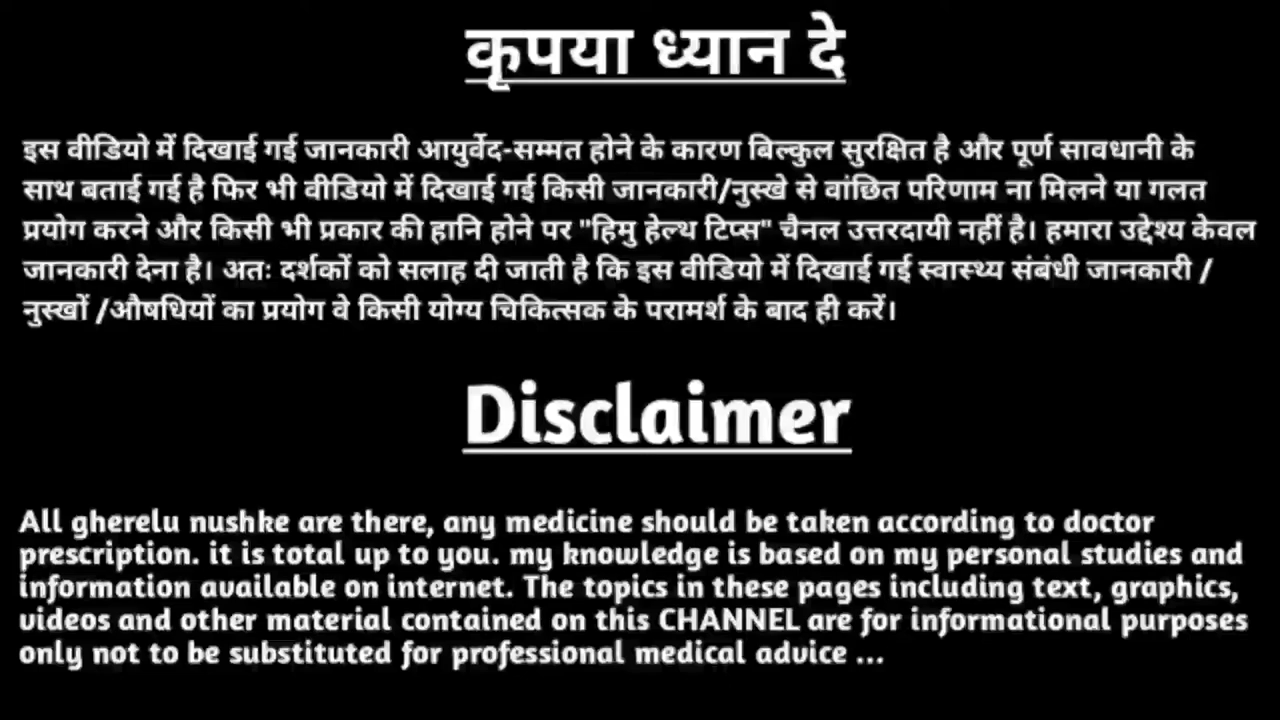 कृपया ध्यान दे
इस वीडियो में दिखाई गई जानकारी आयुर्वेद-सम्मत होने के कारण बिल्कुल सुरक्षित है और पूर्ण सावधानी के
साथ बताई गई है फिर भी वीडियो में दिखाई गई किसी जानकारी/नुस्खे से वांछित परिणाम ना मिलने या गलत
प्रयोग करने और किसी भी प्रकार की हानि होने पर "हिमु हेल्थ टिप्स" चैनल उत्तरदायी नहीं है। हमारा उद्देश्य केवल
जानकारी देना है। अतः दर्शकों को सलाह दी जाती है कि इस वीडियो में दिखाई गई स्वास्थ्य संबंधी जानकारी /
नुस्खों /औषधियों का प्रयोग वे किसी योग्य चिकित्सक के परामर्श के बाद ही करें।
Disclaimer
All gherelu nushke are there, any medicine should be taken according to doctor
prescription. it is total up to you. my knowledge is based on my personal studies and
information available on internet. The topics in these pages including text, graphics,
videos and other material contained on this CHANNEL are for informational purposes
only not to be substituted for professional medical advice ...